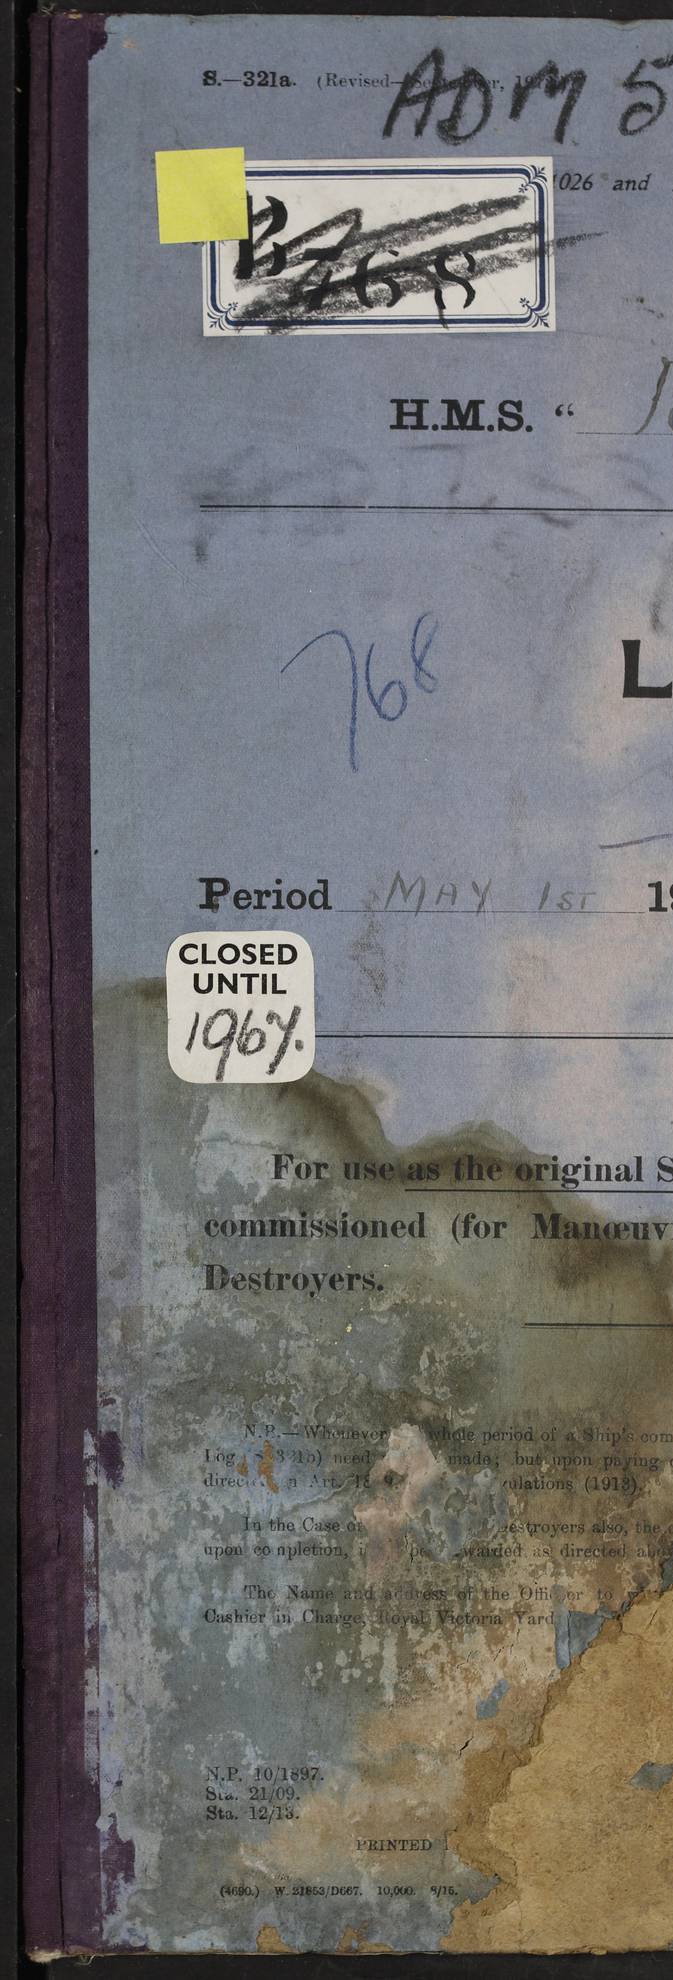 S.—321a. (Revised—
ADM 5
1026 and
B
768
H.M.S. “
768
L
Period MAY 1ST 19
CLOSED
UNTIL
1967.
For use as the original S
commissioned (for Manœuv
Destroyers.
N.B.—Whenever whole period of a Ship's com
Log need made; but upon paying
Art. ulations (1913).
In the Case of Destroyers also, the
upon completion, warded as directed abo
The Name and address of the Officer to
Cashier in Charge, Royal Victoria Yard
N.P. 10/1897.
Sta. 21/09.
Sta. 12/13.
PRINTED
(4690.) W. 21853/D667. 10,000. 8/15.